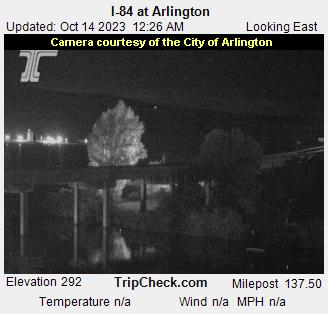 I-84 at Arlington
Updated: Oct 14 2023 12:26 AM Looking East
Camera courtesy of the City of Arlington
Elevation 292 TripCheck.com Milepost 137.50
Temperature n/a Wind n/a MPH n/a